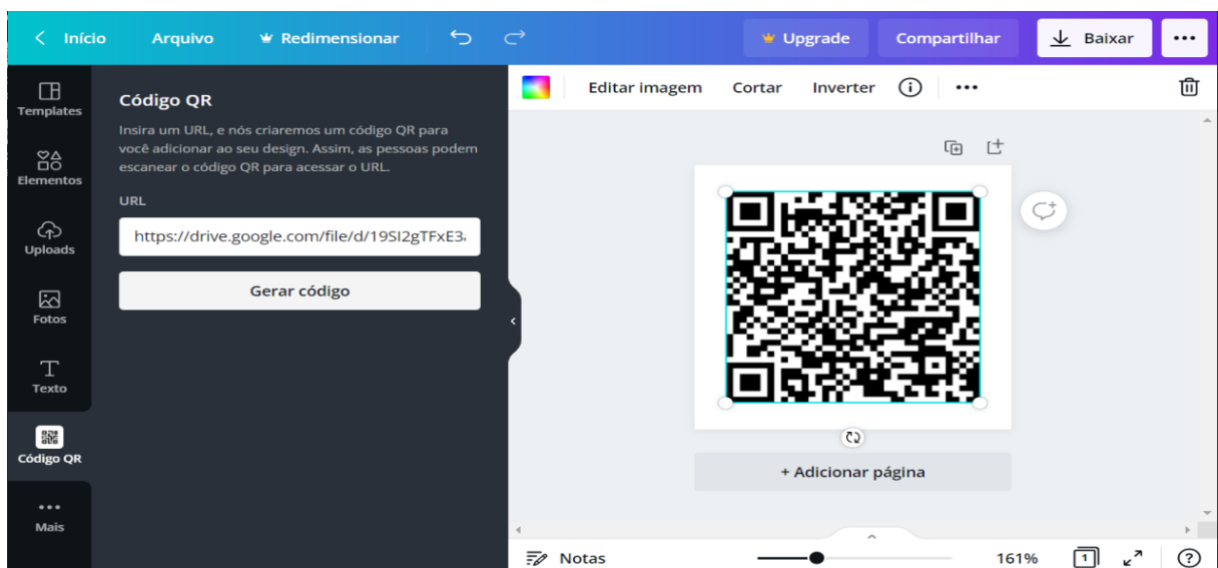 Início
Arquivo
Redimensionar
Upgrade
Compartilhar
Baixar
Templates
Elementos
Uploads
Fotos
Texto
Código QR
Mais
Código QR
Insira um URL, e nós criaremos um código QR para
você adicionar ao seu design. Assim, as pessoas podem
escanear o código QR para acessar o URL.
URL
https://drive.google.com/file/d/19SI2gTFxE3
Gerar código
Editar imagem
Cortar
Inverter
+ Adicionar página
Notas
161%
1
?